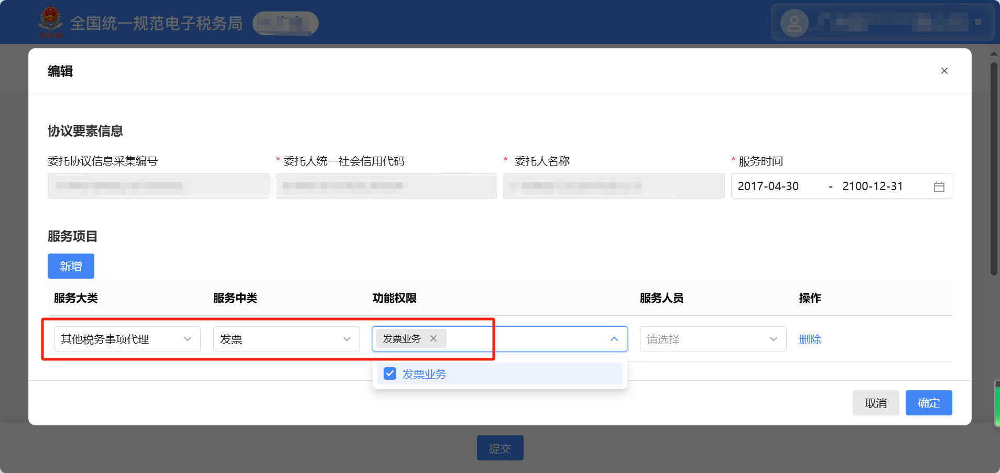 全国统一规范电子税务局
编辑
协议要素信息
委托协议信息采集编号
* 委托人统一社会信用代码
* 委托人名称
* 服务时间
2017-04-30 - 2100-12-31
服务项目
新增
服务大类 服务中类 功能权限 服务人员 操作
其他税务事项代理 发票 发票业务 请选择 删除
发票业务
取消 确定
提交